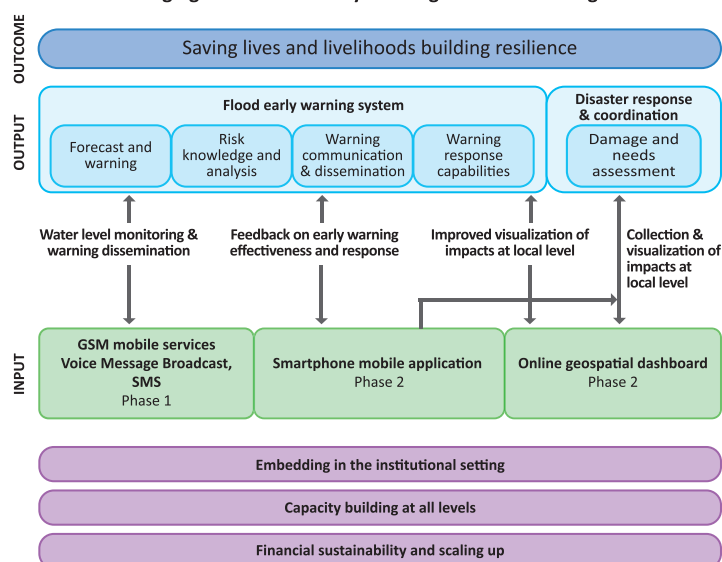 OUTCOME
Saving lives and livelihoods building resilience
OUTPUT
Flood early warning system
Forecast and
warning
Risk
knowledge and
analysis
Warning
communication
& dissemination
Warning
response
capabilities
Disaster response
& coordination
Damage and
needs
assessment
Water level monitoring &
warning dissemination
Feedback on early warning
effectiveness and response
Improved visualization of
impacts at local level
Collection &
visualization of
impacts at
local level
INPUT
GSM mobile services
Voice Message Broadcast,
SMS
Phase 1
Smartphone mobile application
Phase 2
Online geospatial dashboard
Phase 2
Embedding in the institutional setting
Capacity building at all levels
Financial sustainability and scaling up